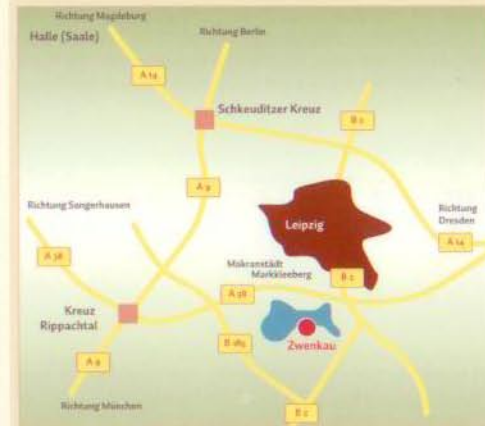 Richtung Magdeburg
Richtung Berlin
Halle (Saale)
A 14
Schkeuditzer Kreuz
B 2
A 9
Richtung Sangerhausen
Leipzig
Richtung
Dresden
A 14
A 38
Makranstädt
Markkleeberg
B 2
A 38
Kreuz
Rippachtal
B 186
Zwenkau
A 9
Richtung München
B 2